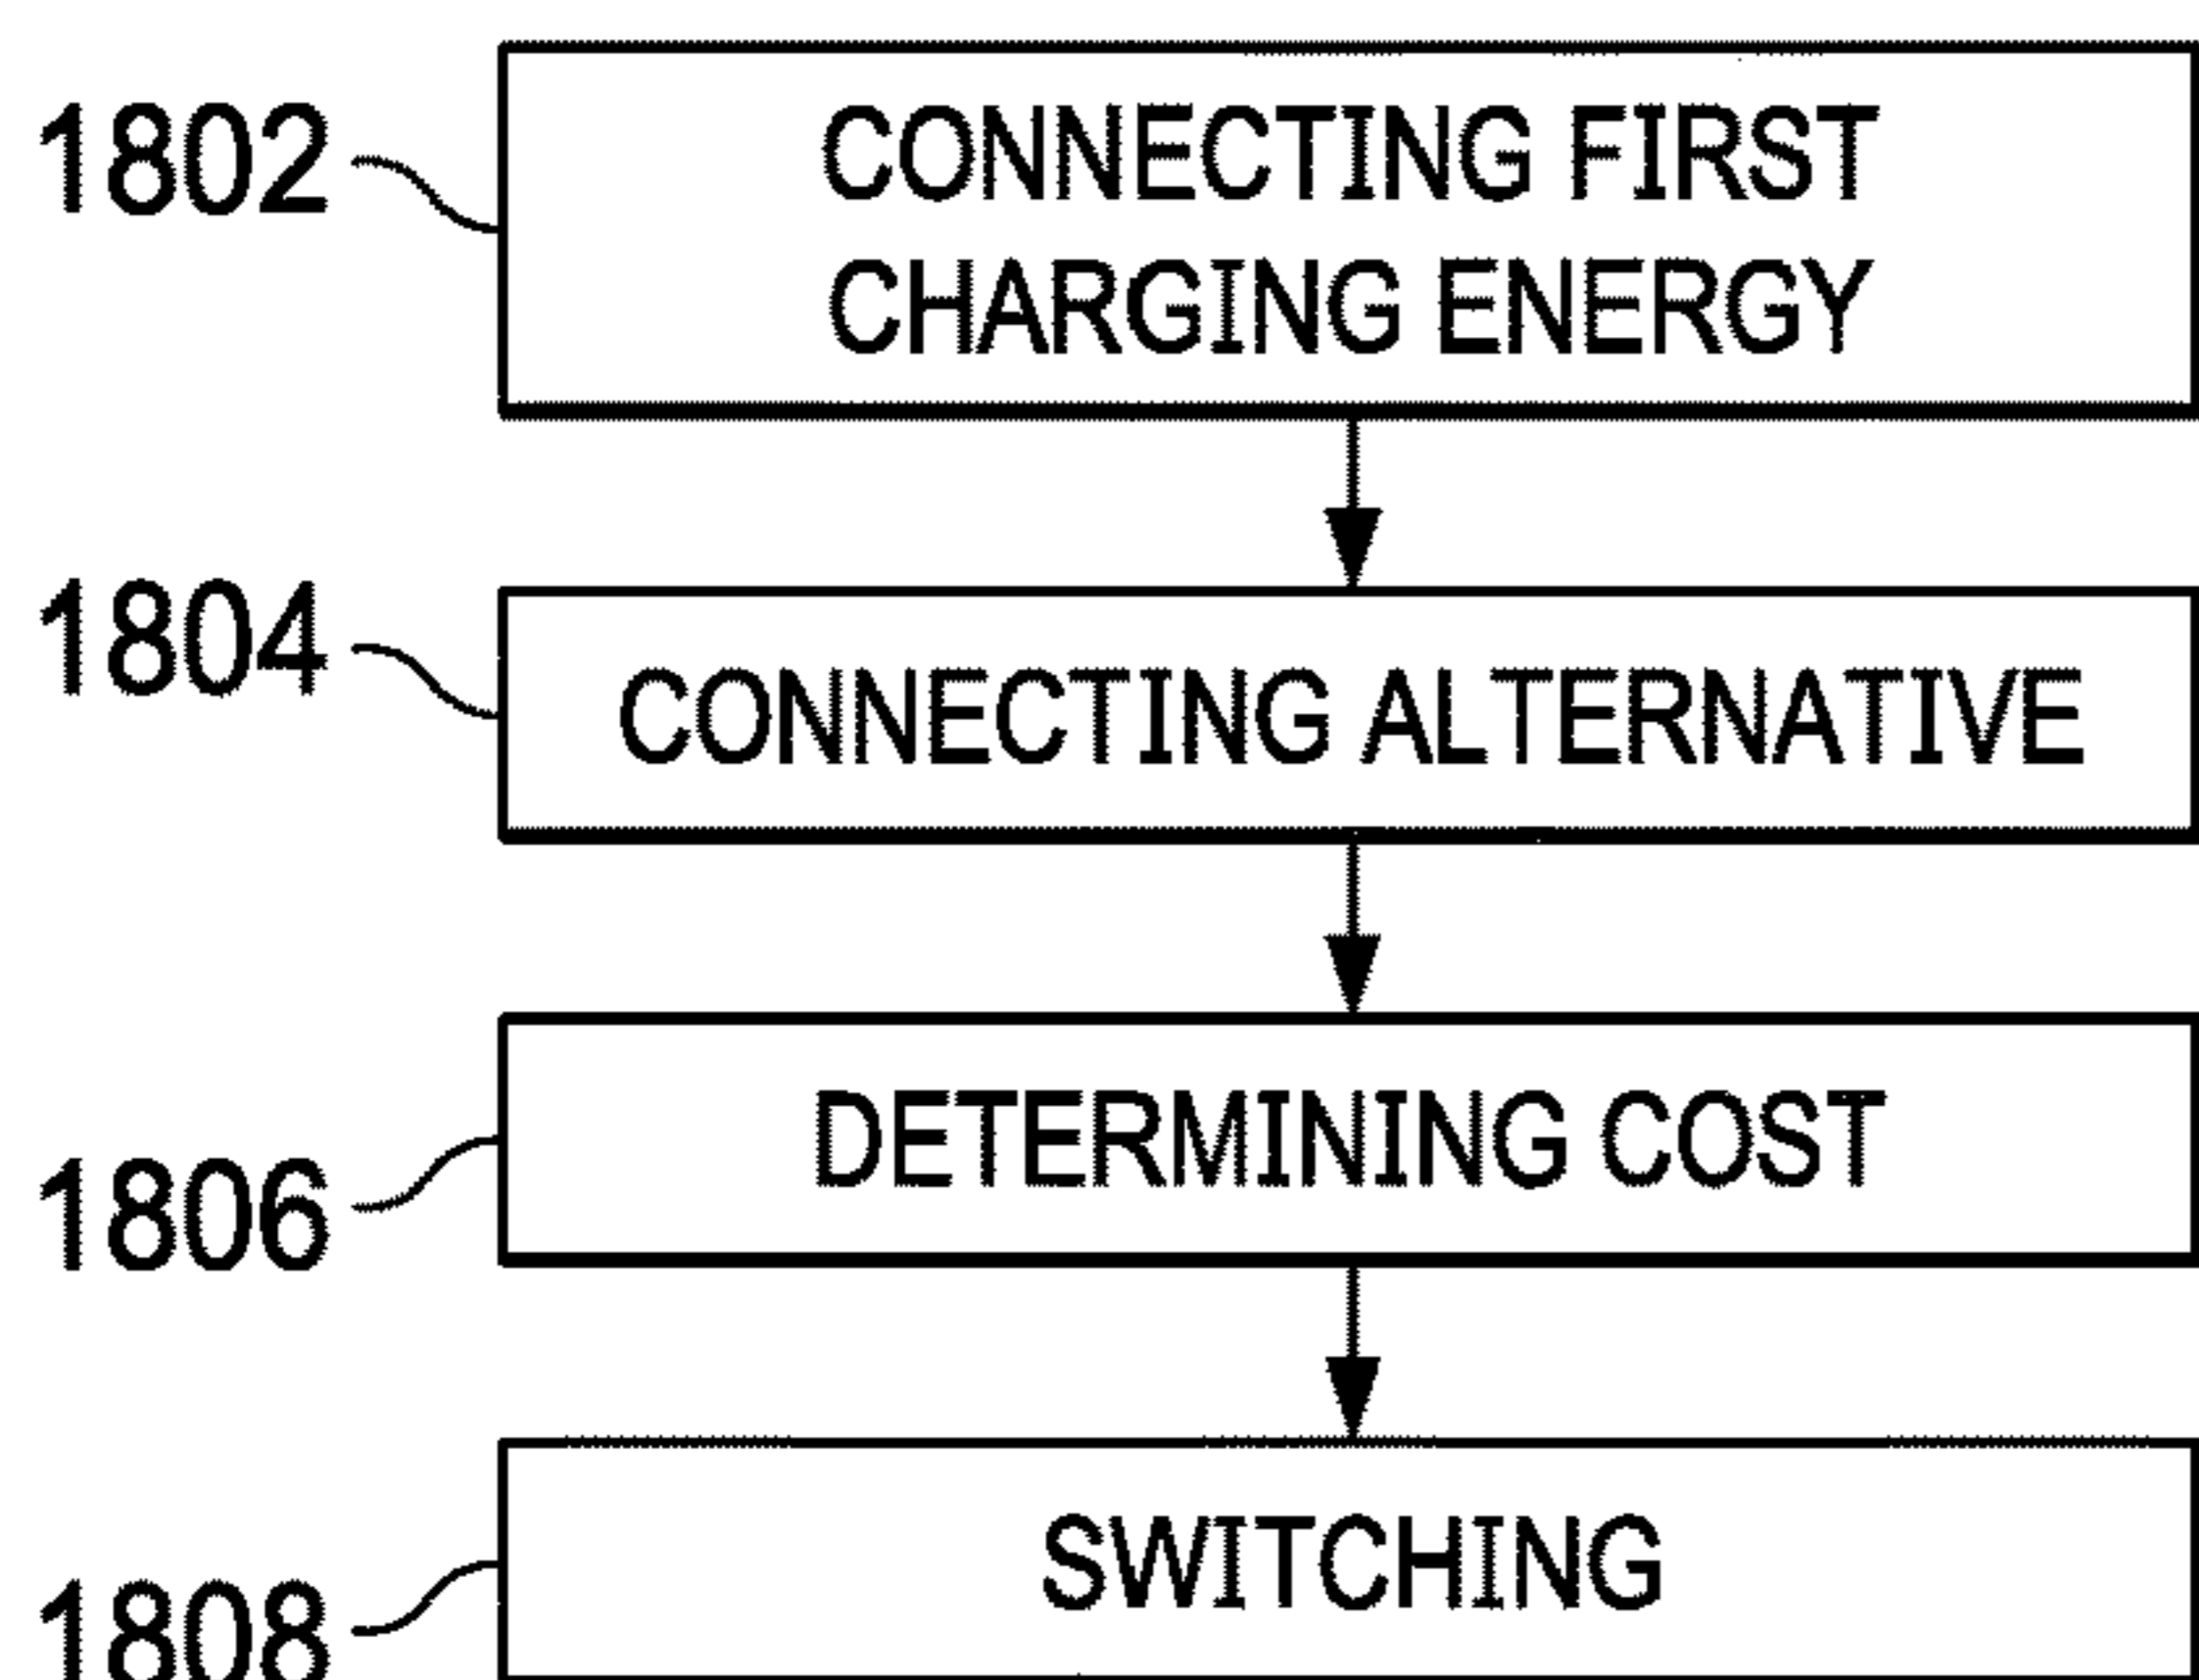 1802
CONNECTING FIRST
CHARGING ENERGY
1804
CONNECTING ALTERNATIVE
1806
DETERMINING COST
1808
SWITCHING